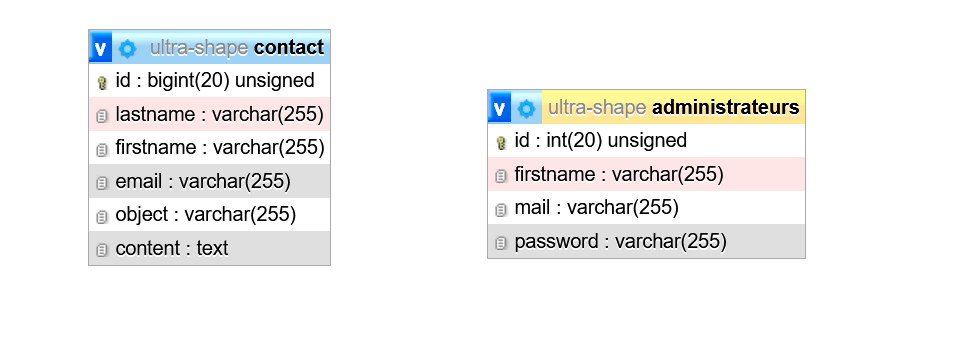 v ultra-shape contact
id : bigint(20) unsigned
lastname : varchar(255)
firstname : varchar(255)
email : varchar(255)
object : varchar(255)
content : text
v ultra-shape administrateurs
id : int(20) unsigned
firstname : varchar(255)
mail : varchar(255)
password : varchar(255)